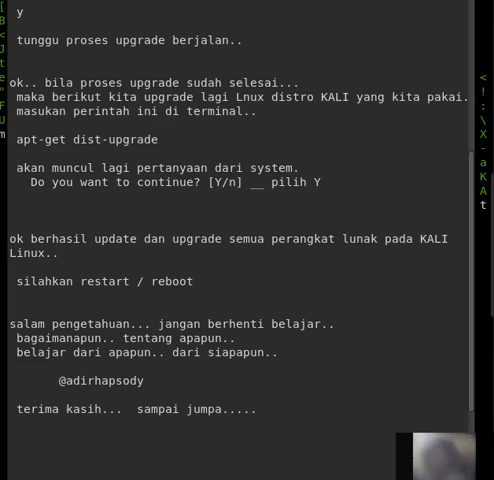 y
tunggu proses upgrade berjalan..
ok.. bila proses upgrade sudah selesai...
maka berikut kita upgrade lagi Lnux distro KALI yang kita pakai.
masukan perintah ini di terminal..
apt-get dist-upgrade
akan muncul lagi pertanyaan dari system.
Do you want to continue? [Y/n] __ pilih Y
ok berhasil update dan upgrade semua perangkat lunak pada KALI
Linux..
silahkan restart / reboot
salam pengetahuan... jangan berhenti belajar..
bagaimanapun.. tentang apapun..
belajar dari apapun.. dari siapapun..
@adirhapsody
terima kasih... sampai jumpa.....